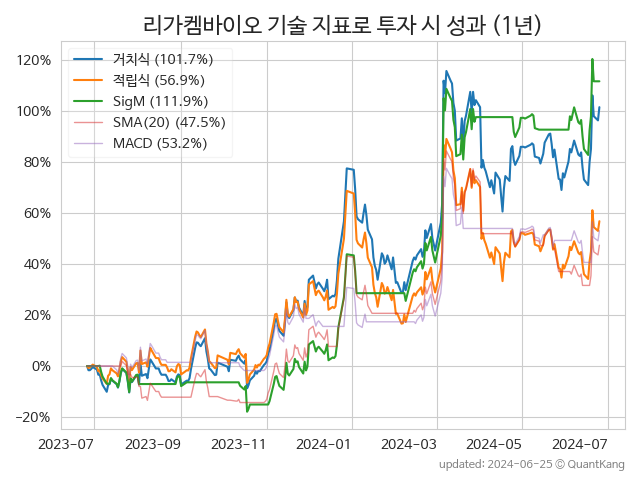 리가켐바이오 기술 지표로 투자 시 성과 (1년)
거치식 (101.7%)
적립식 (56.9%)
SigM (111.9%)
SMA(20) (47.5%)
MACD (53.2%)
120%
100%
80%
60%
40%
20%
0%
−20%
2023-07 2023-09 2023-11 2024-01 2024-03 2024-05 2024-07
updated: 2024-06-25 © QuantKang